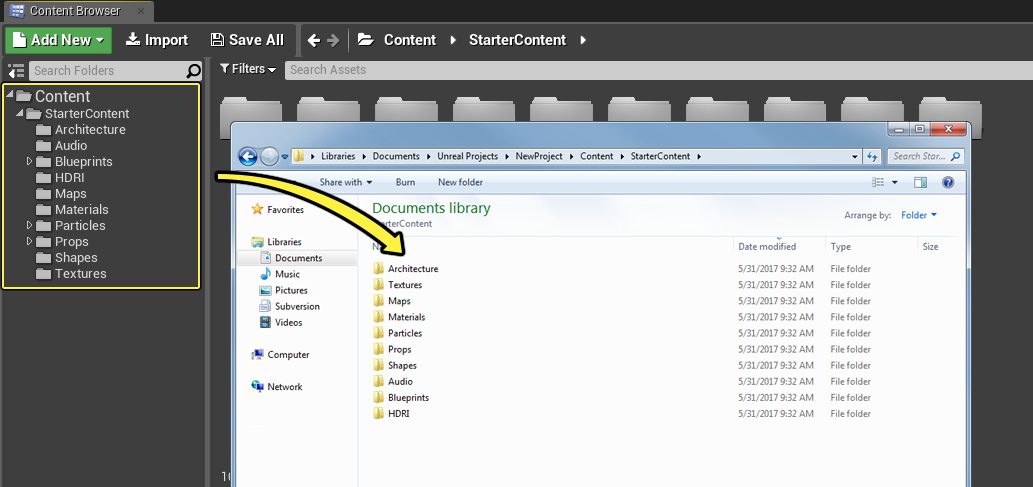 Content Browser
Add New
Import
Save All
Content
StarterContent
Search Folders
Filters
Search Assets
Content
StarterContent
Architecture
Audio
Blueprints
HDRI
Maps
Materials
Particles
Props
Shapes
Textures
Libraries
Documents
Unreal Projects
NewProject
Content
StarterContent
Search Star...
Share with
Burn
New folder
Favorites
Libraries
Documents
Music
Pictures
Subversion
Videos
Computer
Network
Documents library
StarterContent
Arrange by: Folder
Date modified Type Size
Architecture 5/31/2017 9:32 AM File folder
Textures 5/31/2017 9:32 AM File folder
Maps 5/31/2017 9:32 AM File folder
Materials 5/31/2017 9:32 AM File folder
Particles 5/31/2017 9:32 AM File folder
Props 5/31/2017 9:32 AM File folder
Shapes 5/31/2017 9:32 AM File folder
Audio 5/31/2017 9:32 AM File folder
Blueprints 5/31/2017 9:32 AM File folder
HDRI 5/31/2017 9:32 AM File folder